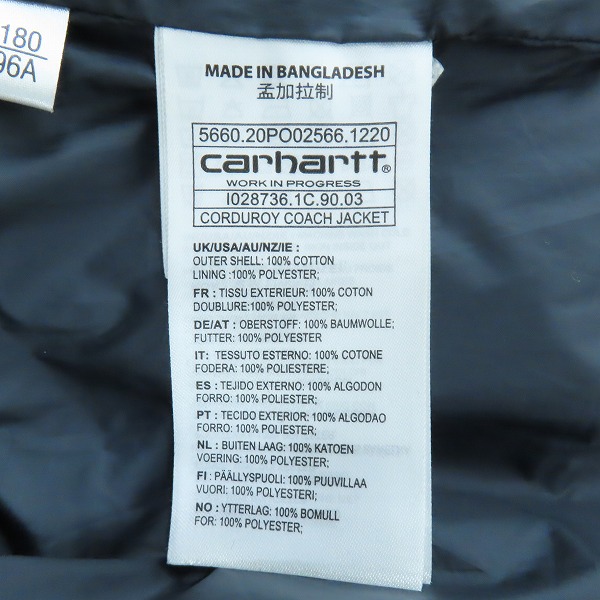 180
96A
MADE IN BANGLADESH
孟加拉制
5660.20PO02566.1220
carhartt®
WORK IN PROGRESS
I028736.1C.90.03
CORDUROY COACH JACKET
UK/USA/AU/NZ/IE :
OUTER SHELL: 100% COTTON
LINING :100% POLYESTER;
FR : TISSU EXTERIEUR: 100% COTON
DOUBLURE:100% POLYESTER;
DE/AT : OBERSTOFF: 100% BAUMWOLLE;
FUTTER: 100% POLYESTER
IT: TESSUTO ESTERNO: 100% COTONE
FODERA: 100% POLIESTERE;
ES : TEJIDO EXTERNO: 100% ALGODON
FORRO: 100% POLYESTER;
PT : TECIDO EXTERIOR: 100% ALGODAO
FORRO: 100% POLYESTER;
NL : BUITEN LAAG: 100% KATOEN
VOERING: 100% POLYESTER;
FI : PÄÄLLYSPUOLI: 100% PUUVILLAA
VUORI: 100% POLYESTERI;
NO : YTTERLAG: 100% BOMULL
FOR: 100% POLYESTER;